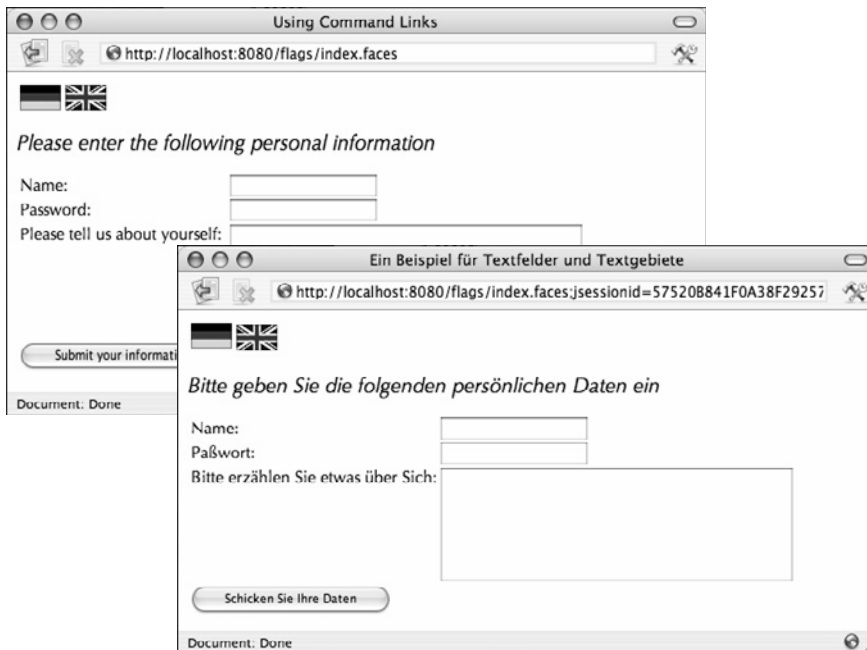 Using Command Links
http://localhost:8080/flags/index.faces
Please enter the following personal information
Name:
Password:
Please tell us about yourself:
Submit your informati
Document: Done
Ein Beispiel für Textfelder und Textgebiete
http://localhost:8080/flags/index.faces;jsessionid=57520B841F0A38F29257
Bitte geben Sie die folgenden persönlichen Daten ein
Name:
Paßwort:
Bitte erzählen Sie etwas über Sich:
Schicken Sie Ihre Daten
Document: Done